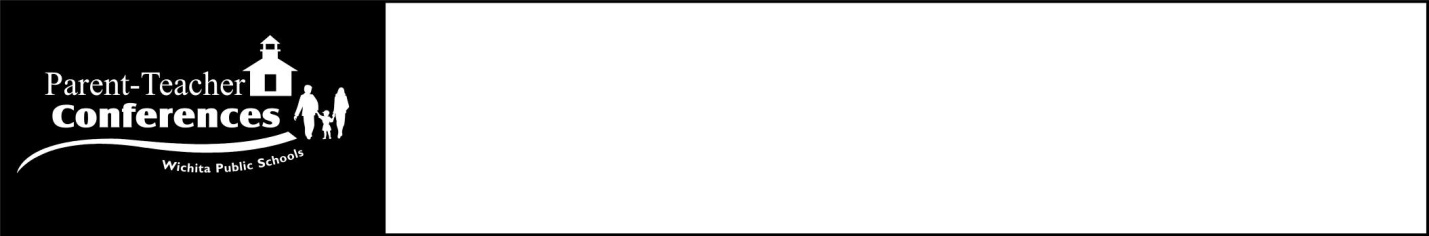 Parent-Teacher
Conferences
Wichita Public Schools